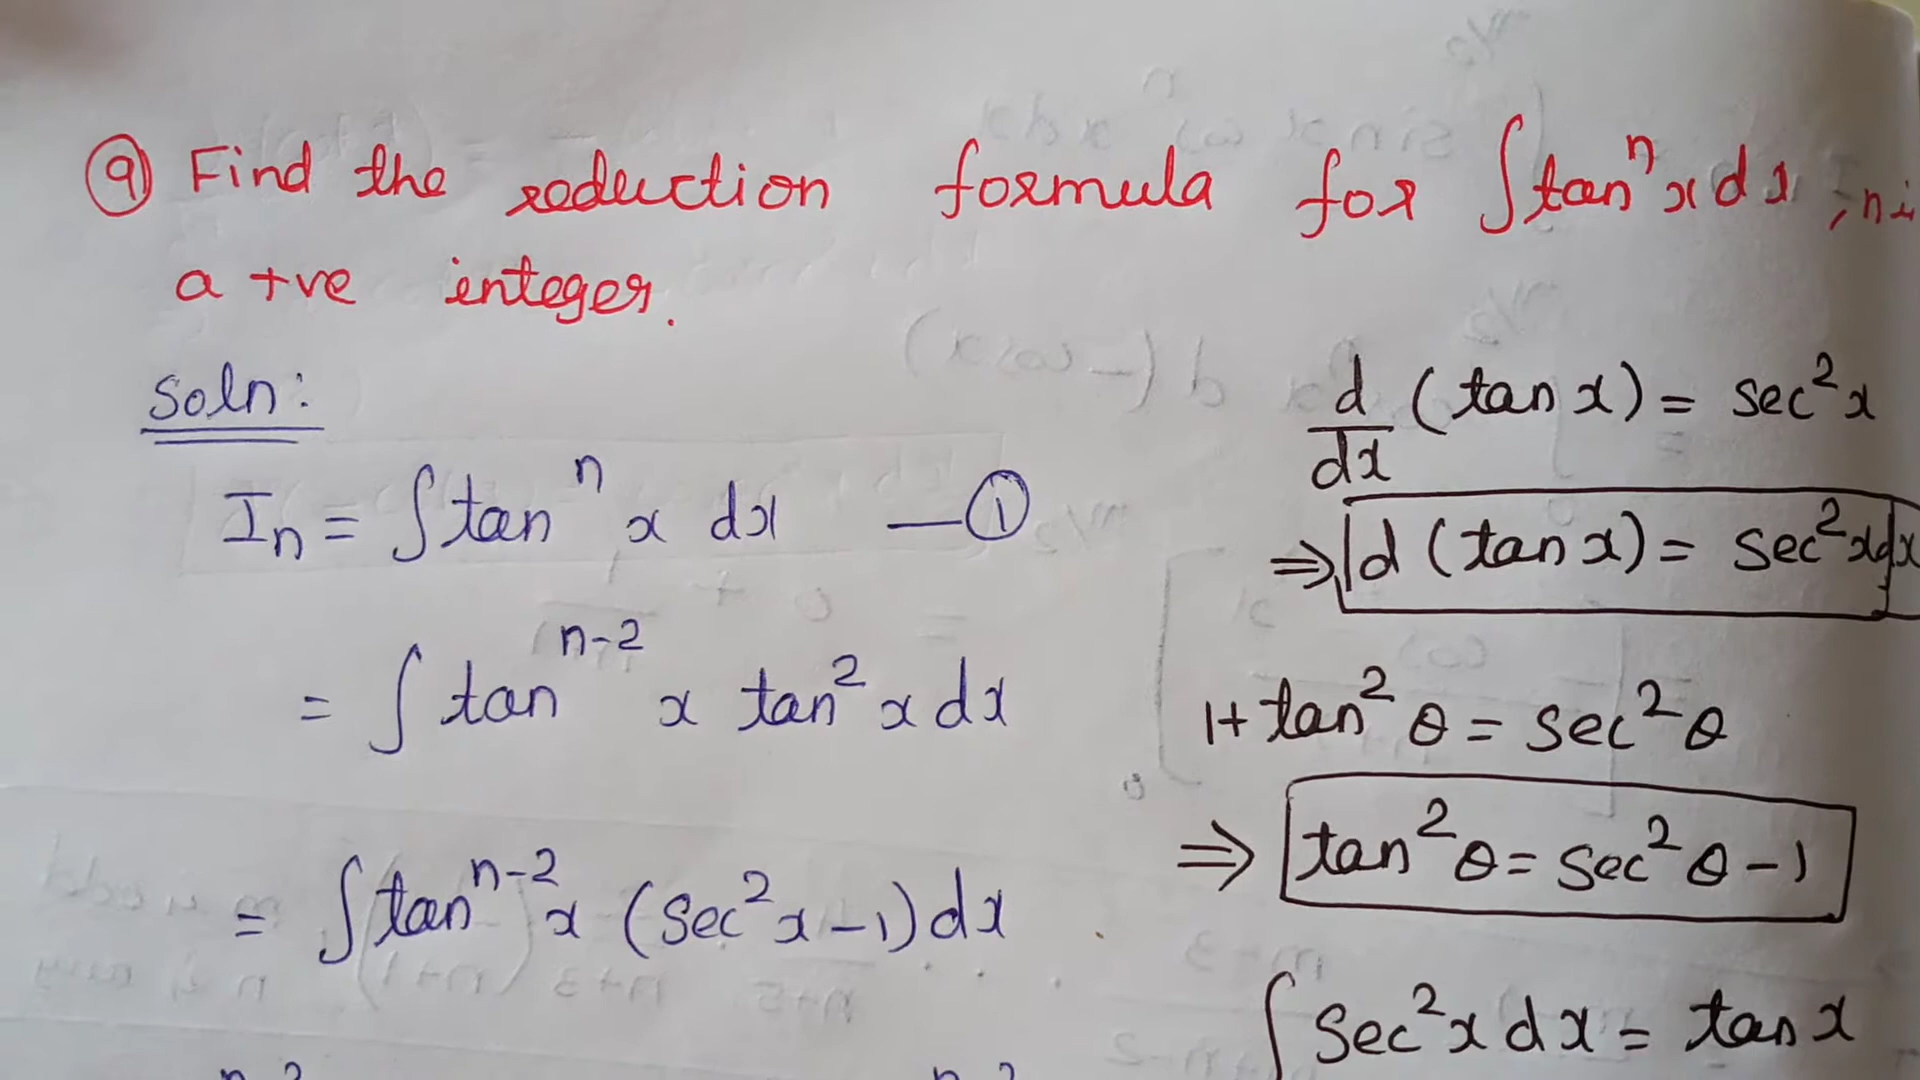 9 Find the reduction formula for ∫tanⁿx dx, n
a +ve integer.
Soln:
Iₙ = ∫tanⁿ x dx —①
= ∫ tanⁿ⁻² x tan² x dx
= ∫tanⁿ⁻²x (sec²x-1)dx
d/dx (tan x) = sec²x
⇒ d (tan x) = sec²x dx
1+tan²θ = sec²θ
⇒ tan²θ = sec²θ-1
∫sec²x dx = tan x